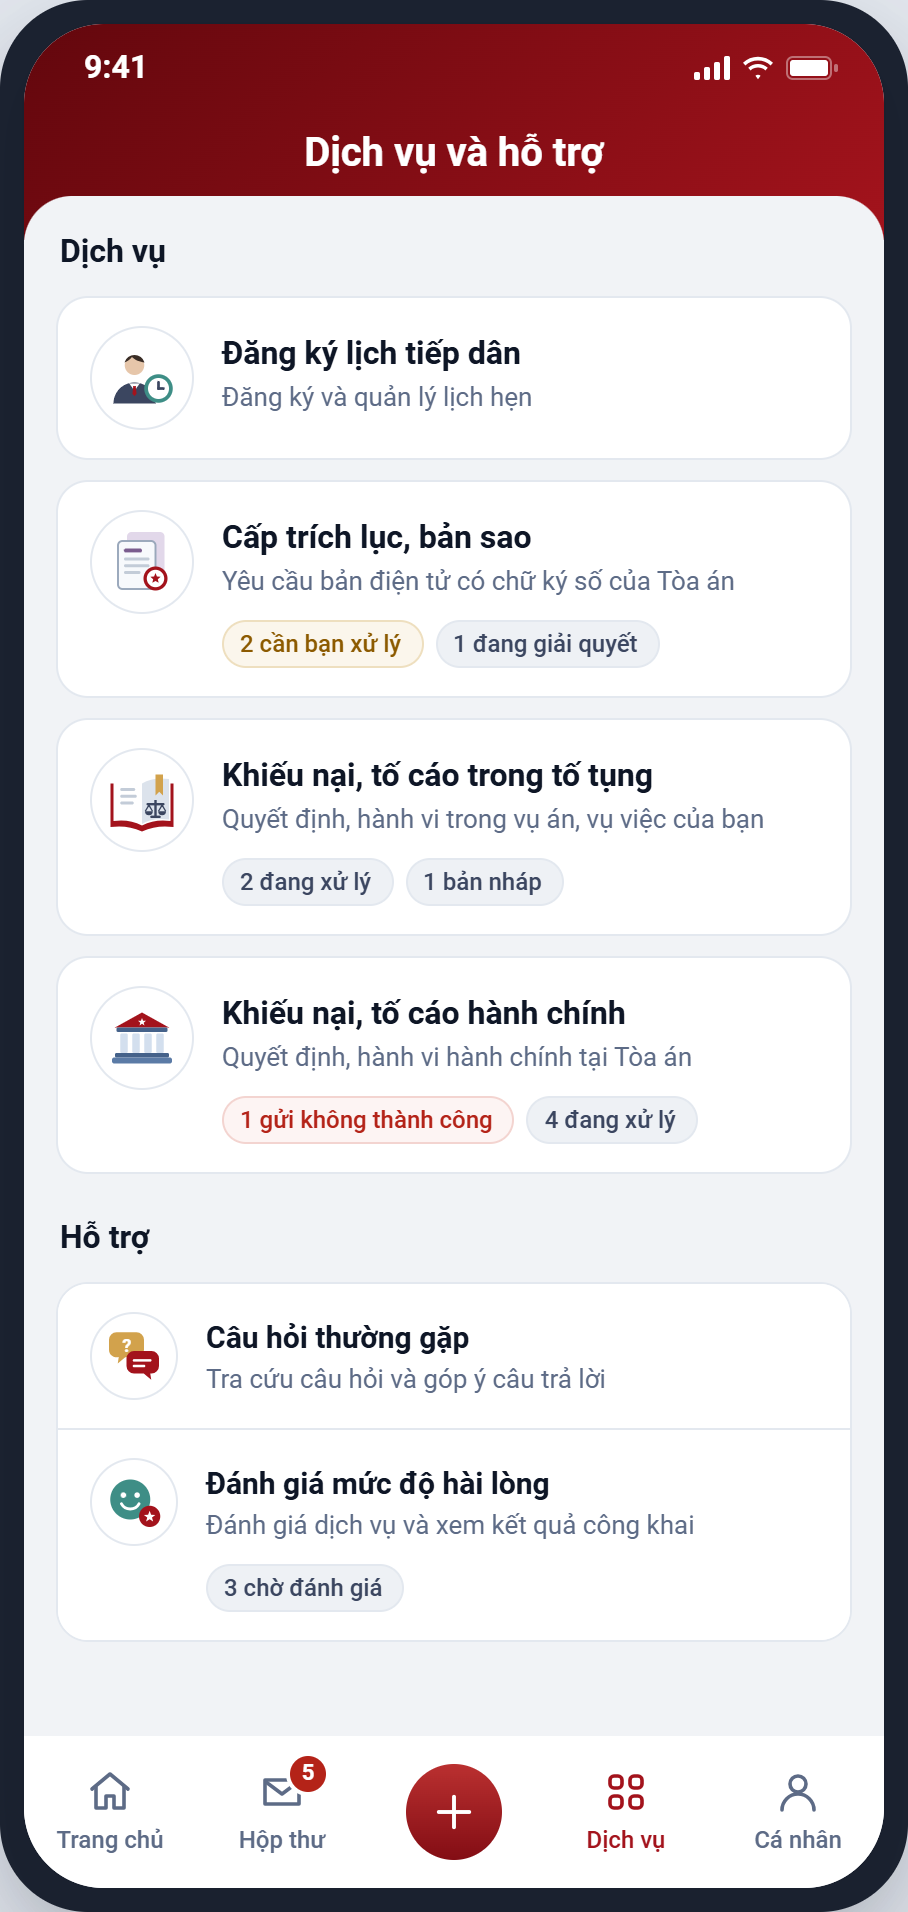 9:41
Dịch vụ và hỗ trợ
Dịch vụ
Đăng ký lịch tiếp dân
Đăng ký và quản lý lịch hẹn
Cấp trích lục, bản sao
Yêu cầu bản điện tử có chữ ký số của Tòa án
2 cần bạn xử lý 1 đang giải quyết
Khiếu nại, tố cáo trong tố tụng
Quyết định, hành vi trong vụ án, vụ việc của bạn
2 đang xử lý 1 bản nháp
Khiếu nại, tố cáo hành chính
Quyết định, hành vi hành chính tại Tòa án
1 gửi không thành công 4 đang xử lý
Hỗ trợ
?
Câu hỏi thường gặp
Tra cứu câu hỏi và góp ý câu trả lời
Đánh giá mức độ hài lòng
Đánh giá dịch vụ và xem kết quả công khai
3 chờ đánh giá
5
Trang chủ Hộp thư Dịch vụ Cá nhân